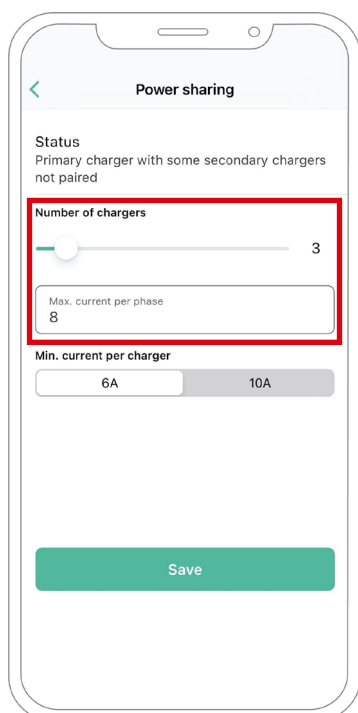 Power sharing
Status
Primary charger with some secondary chargers
not paired
Number of chargers
3
Max. current per phase
8
Min. current per charger
6A 10A
Save